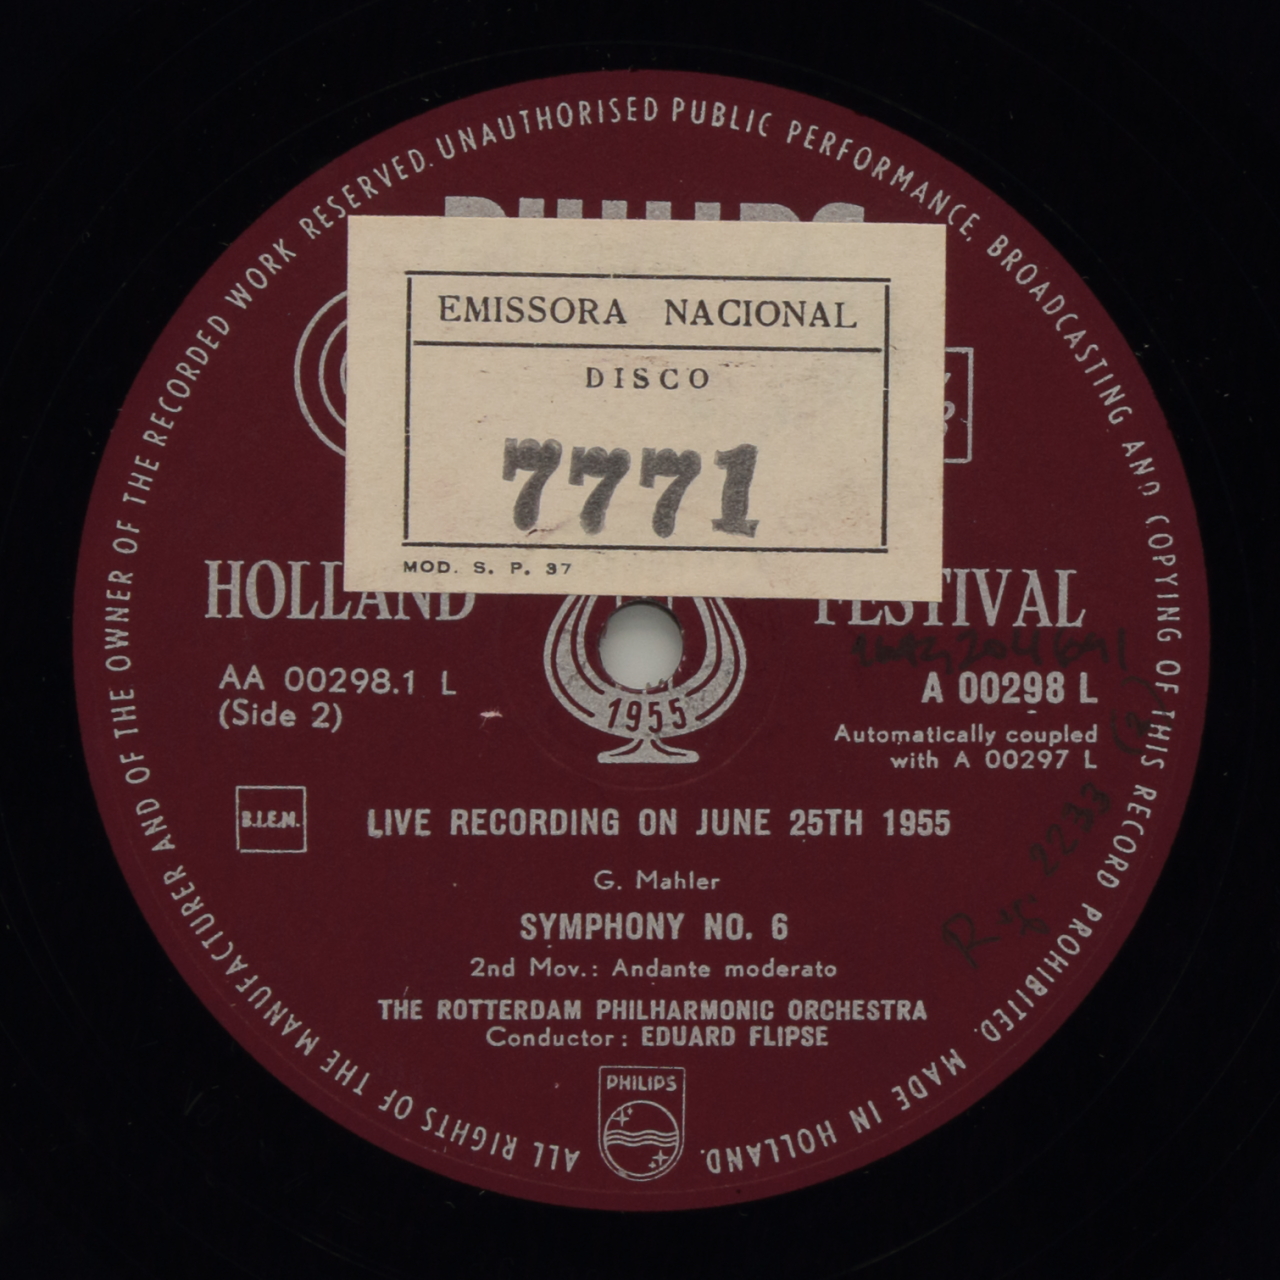 ALL RIGHTS OF THE MANUFACTURER AND OF THE OWNER OF THE RECORDED WORK RESERVED. UNAUTHORISED PUBLIC PERFORMANCE, BROADCASTING AND COPYING OF THIS RECORD PROHIBITED. MADE IN HOLLAND.
PHILIPS
EMISSORA NACIONAL
DISCO
7771
MOD. S. P. 37
HOLLAND FESTIVAL
1955
AA 00298.1 L
(Side 2)
A 00298 L
Automatically coupled
with A 00297 L
B.I.E.M.
LIVE RECORDING ON JUNE 25TH 1955
G. Mahler
SYMPHONY NO. 6
2nd Mov.: Andante moderato
THE ROTTERDAM PHILHARMONIC ORCHESTRA
Conductor: EDUARD FLIPSE
PHILIPS